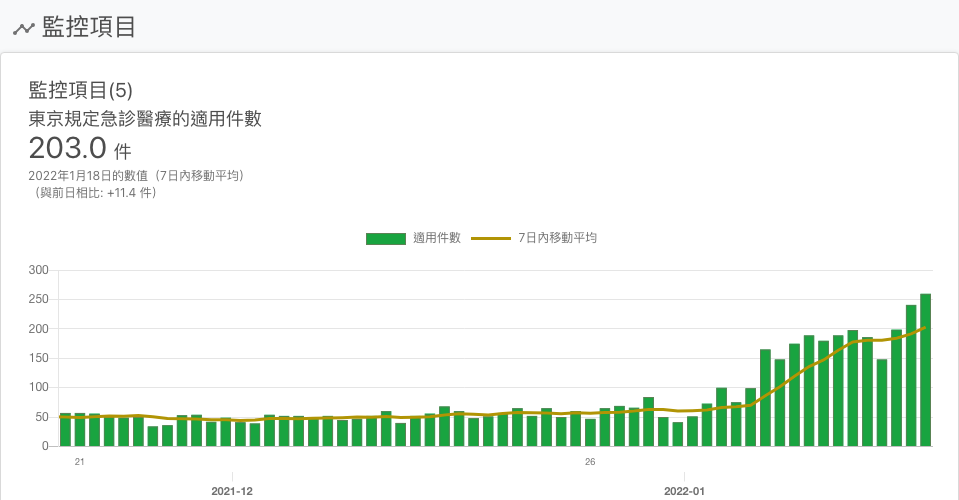 監控項目
監控項目(5)
東京規定急診醫療的適用件數
203.0 件
2022年1月18日的數值（7日內移動平均）
（與前日相比: +11.4 件）
適用件數 7日內移動平均
300
250
200
150
100
50
0
21 26
2021-12 2022-01